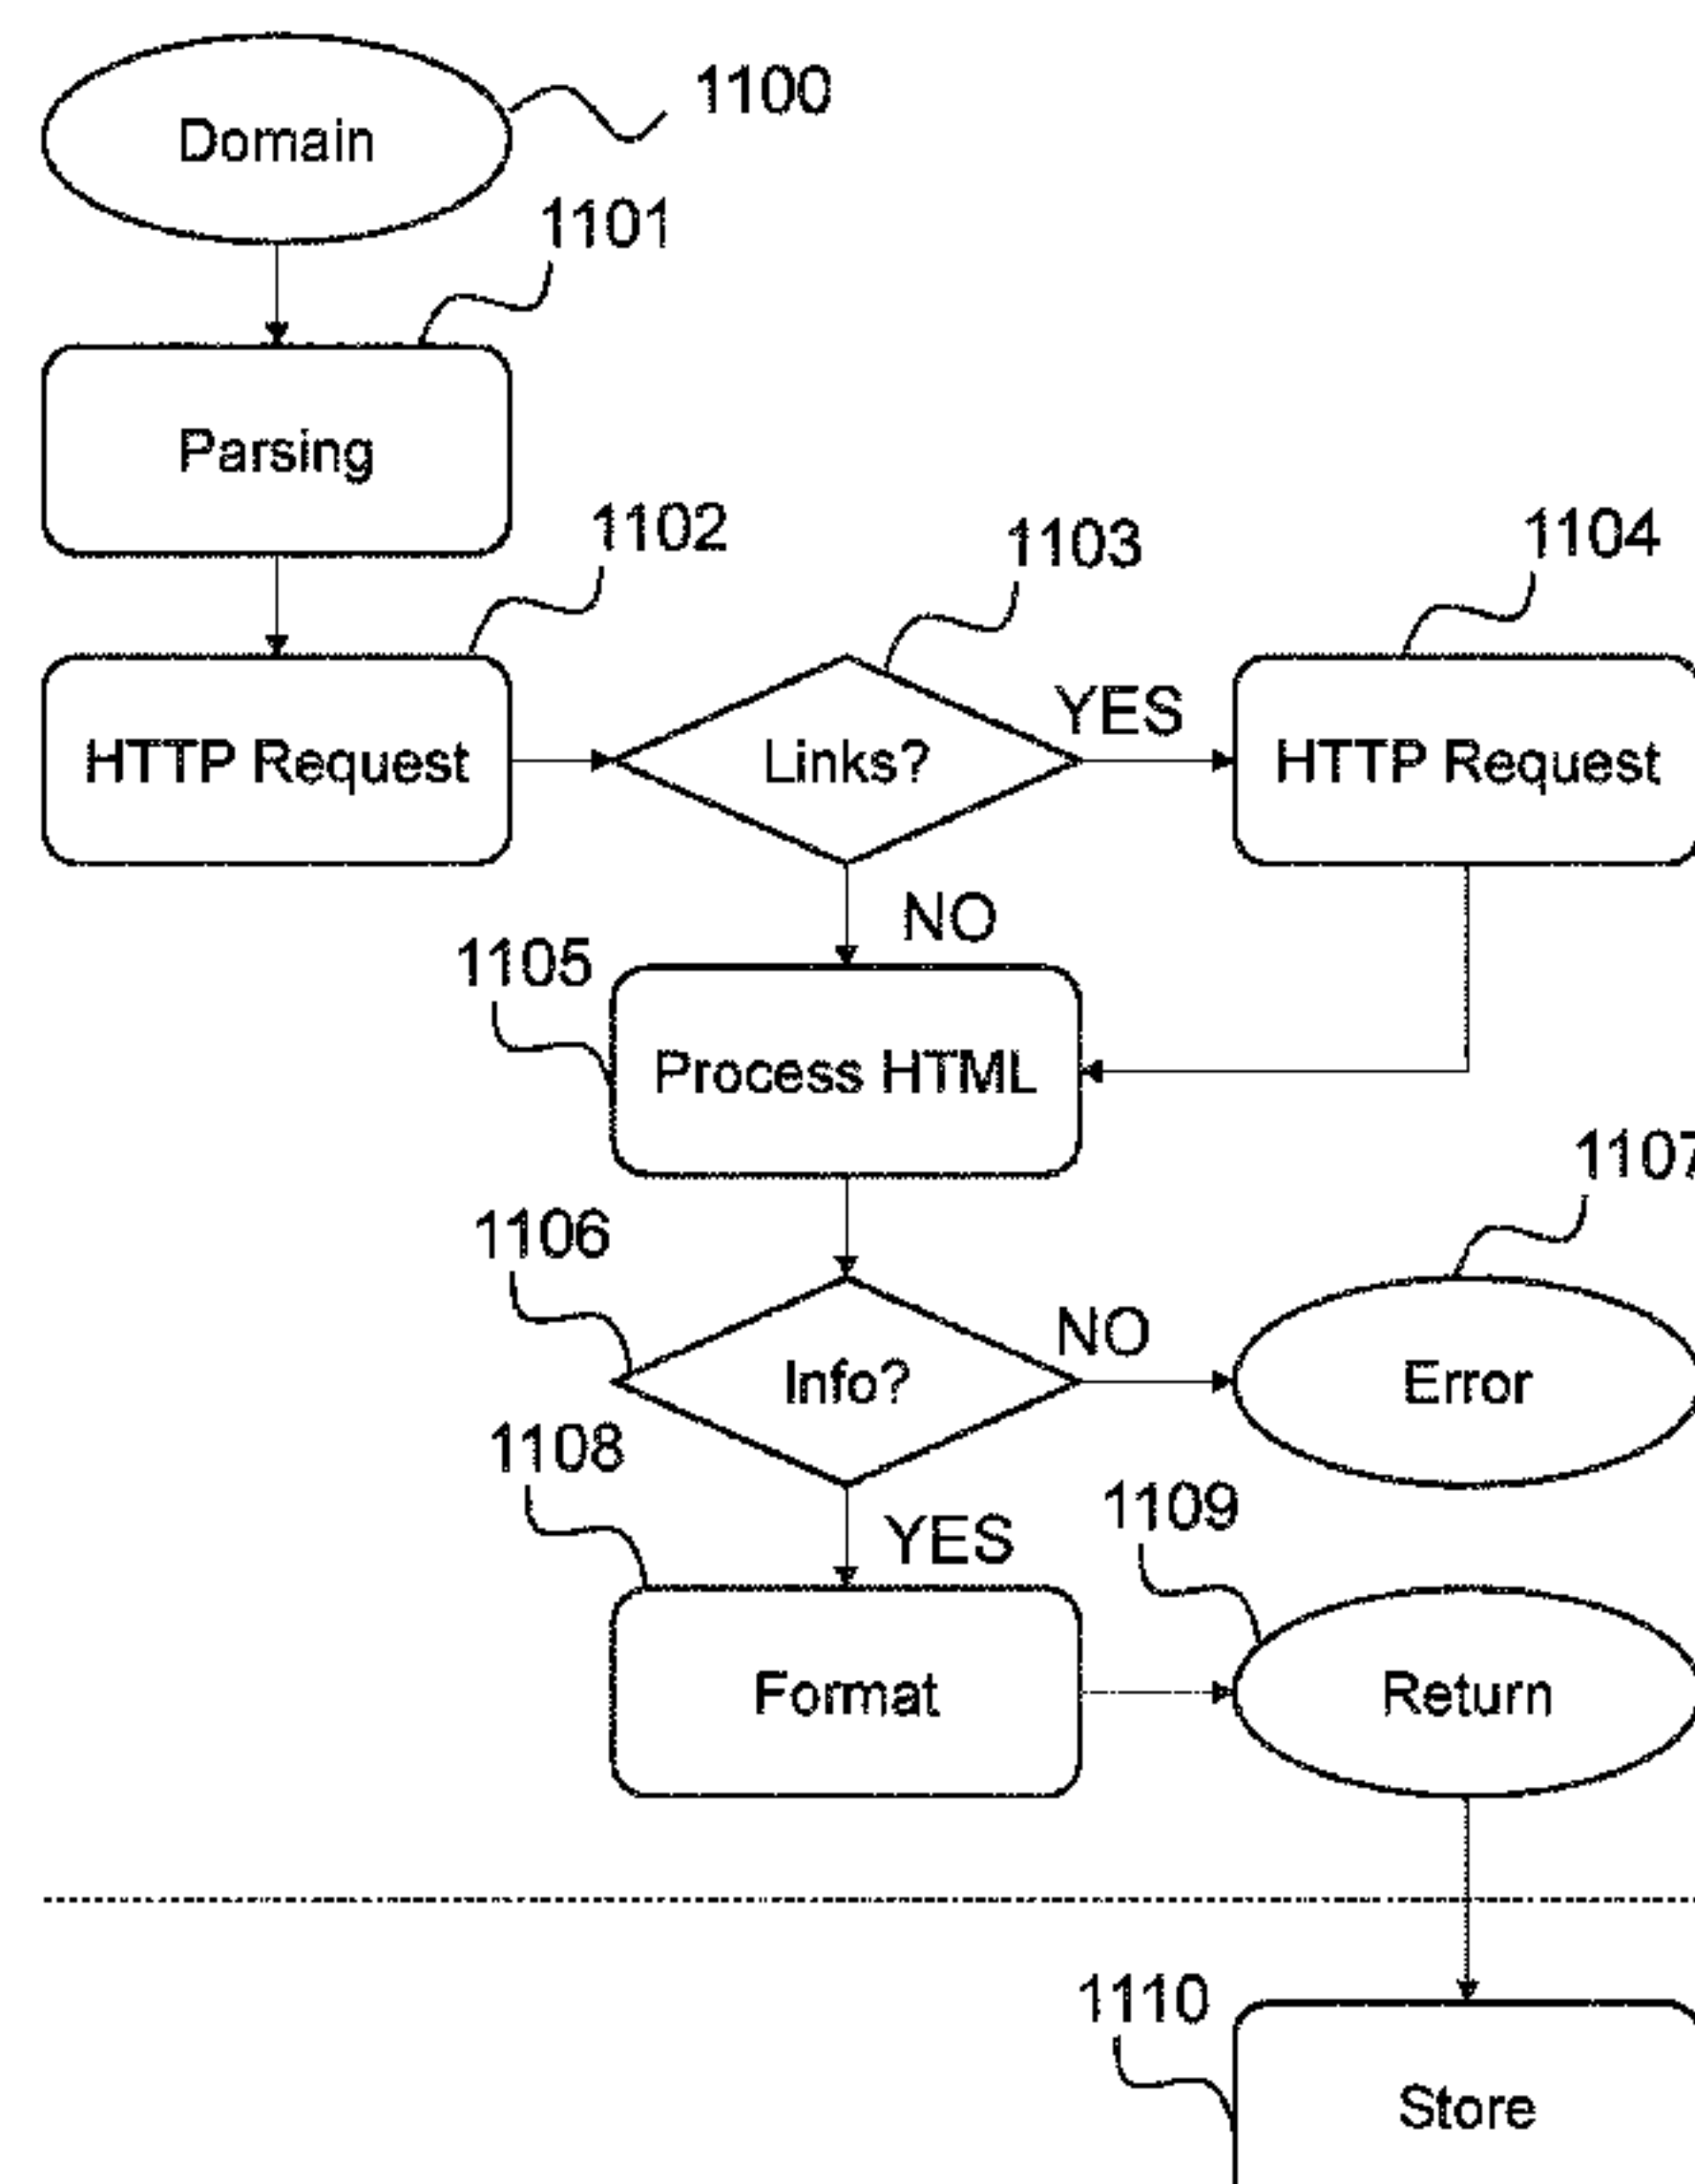 1100
Domain
1101
Parsing
1102
1103
1104
HTTP Request
Links?
YES
HTTP Request
NO
1105
Process HTML
1107
1106
NO
Info?
Error
1108
1109
YES
Format
Return
1110
Store